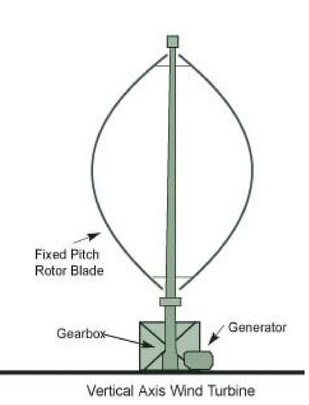 Fixed Pitch
Rotor Blade
Gearbox
Generator
Vertical Axis Wind Turbine